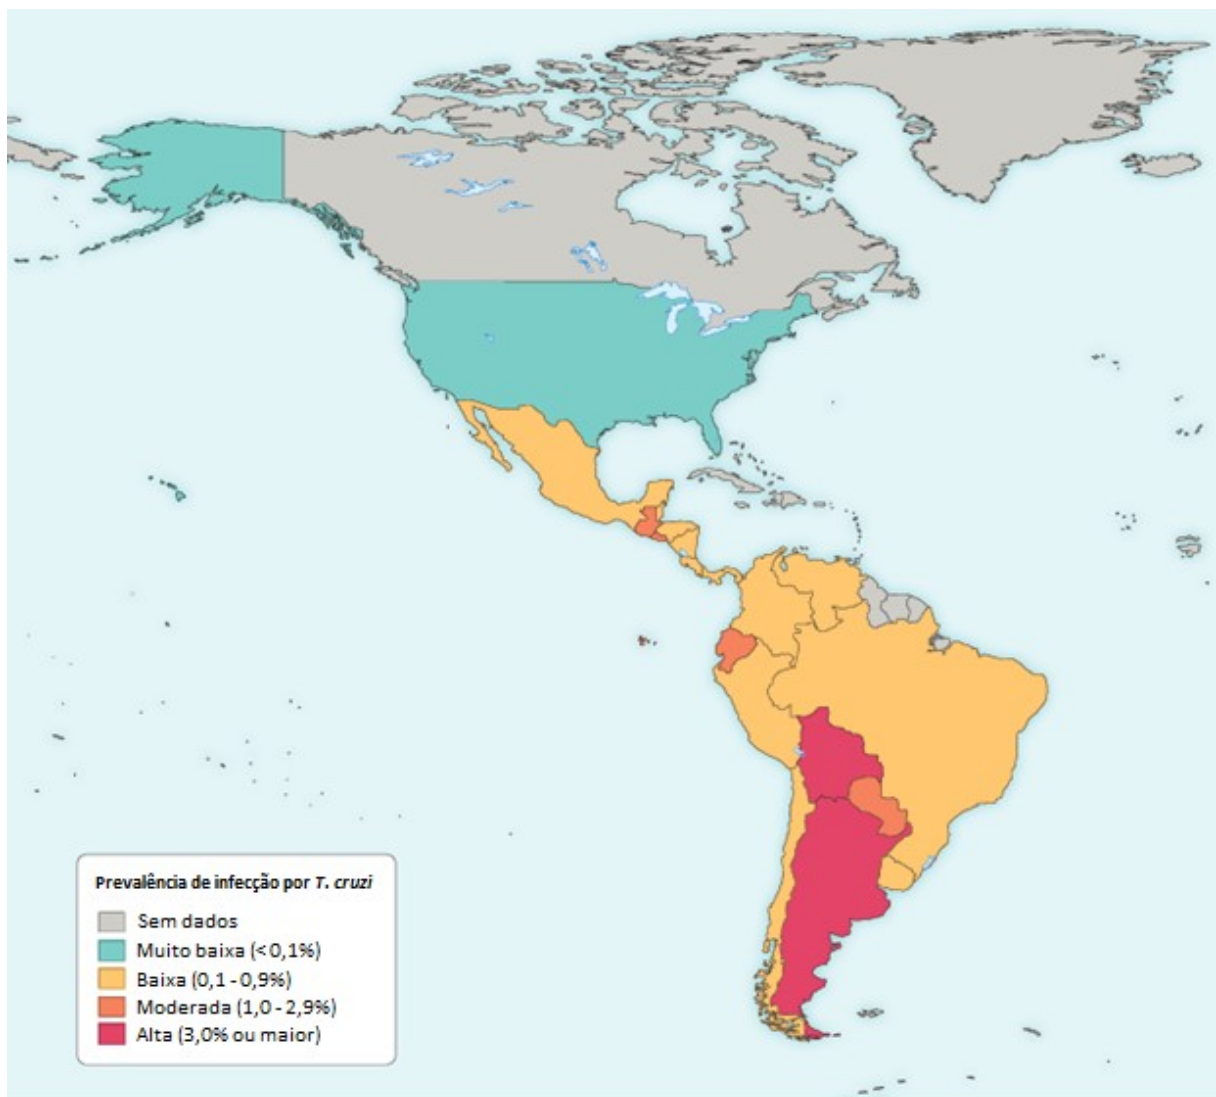 Prevalência de infecção por T. cruzi
Sem dados
Muito baixa (< 0,1%)
Baixa (0,1 - 0,9%)
Moderada (1,0 - 2,9%)
Alta (3,0% ou maior)